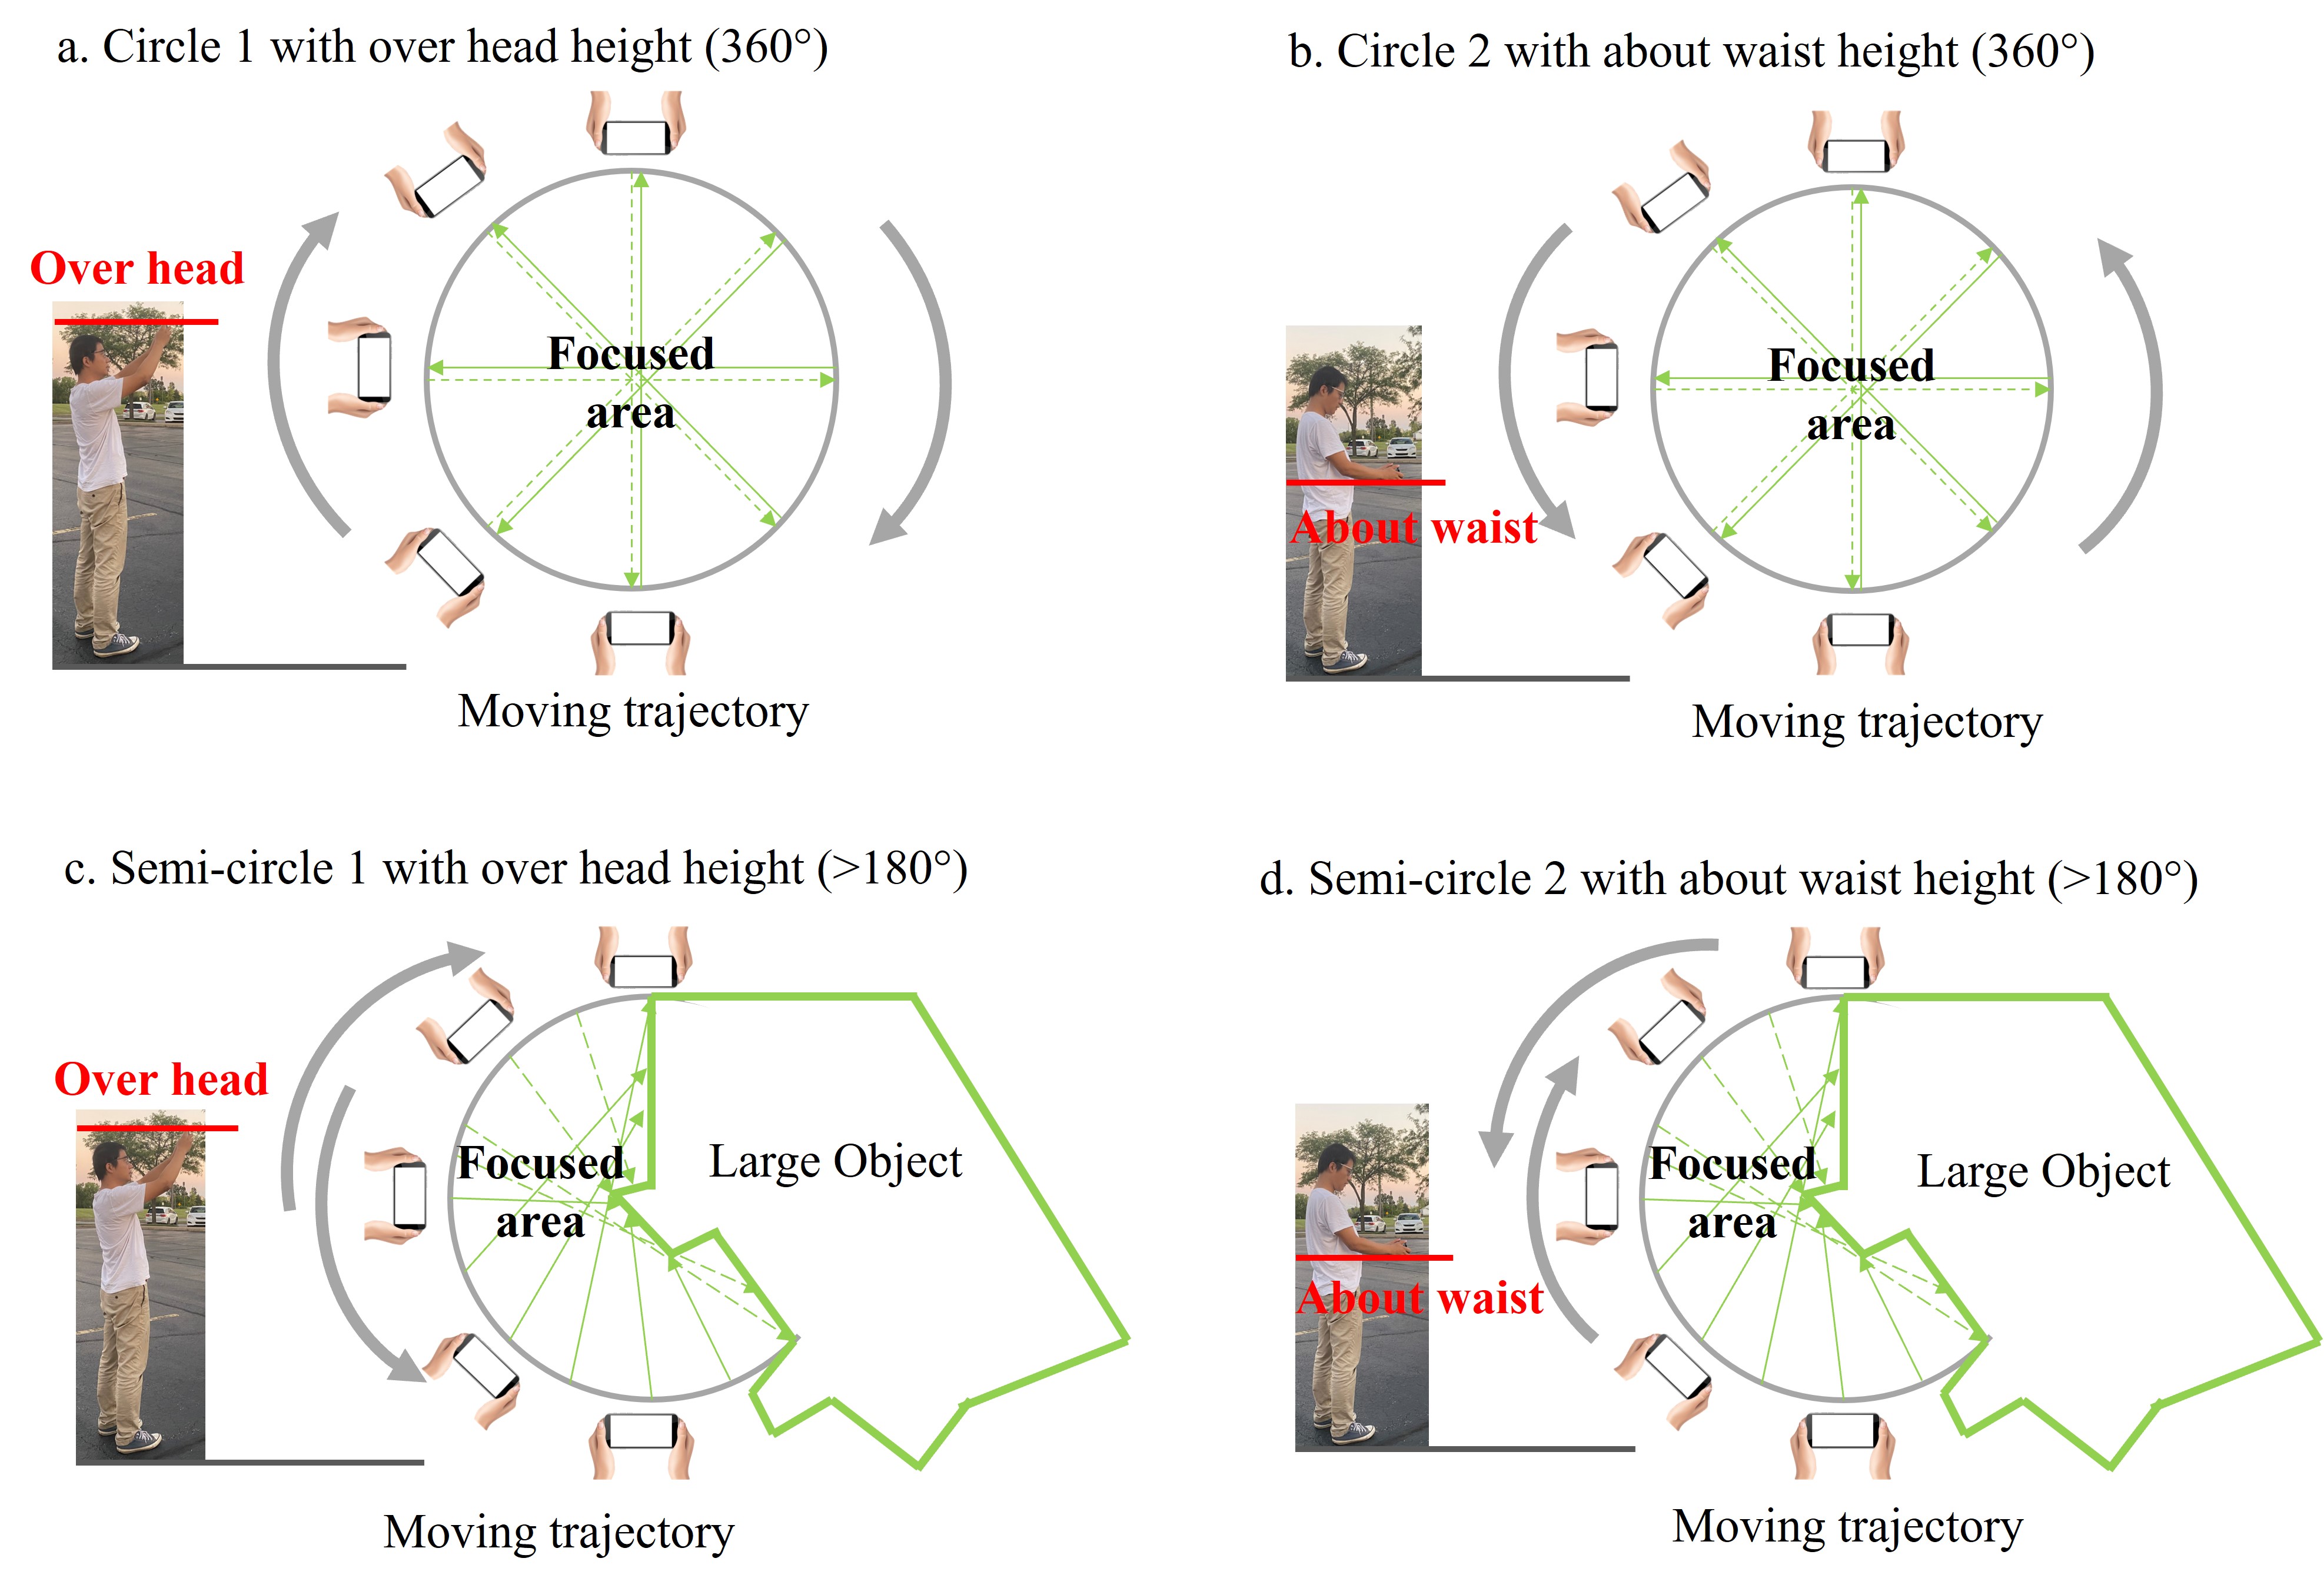 a. Circle 1 with over head height (360°)
b. Circle 2 with about waist height (360°)
Over head
Focused
area
Moving trajectory
Focused
area
About waist
Moving trajectory
c. Semi-circle 1 with over head height (>180°)
d. Semi-circle 2 with about waist height (>180°)
Over head
Focused
area
Large Object
Moving trajectory
Focused
area
Large Object
About waist
Moving trajectory